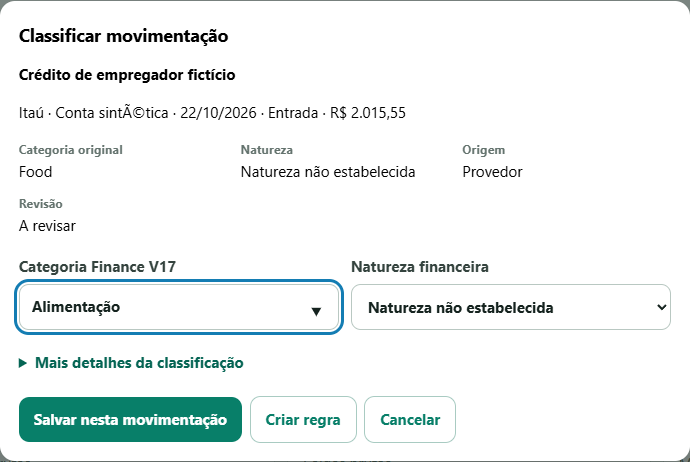 Classificar movimentação
Crédito de empregador fictício
Itaú · Conta sintÃ©tica · 22/10/2026 · Entrada · R$ 2.015,55
Categoria original Natureza Origem
Food Natureza não estabelecida Provedor
Revisão
A revisar
Categoria Finance V17 Natureza financeira
Alimentação Natureza não estabelecida
Mais detalhes da classificação
Salvar nesta movimentação Criar regra Cancelar